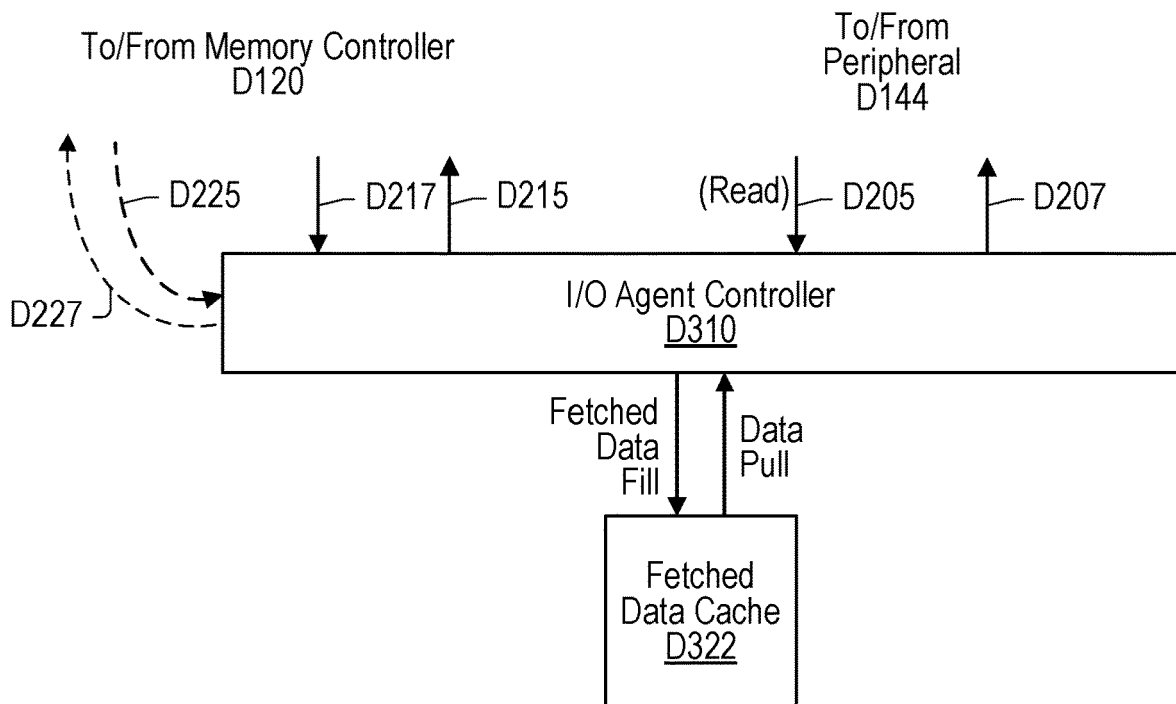 To/From Memory Controller
D120
To/From
Peripheral
D144
D225
D217
D215
(Read)
D205
D207
D227
I/O Agent Controller
D310
Fetched
Data
Fill
Data
Pull
Fetched
Data Cache
D322